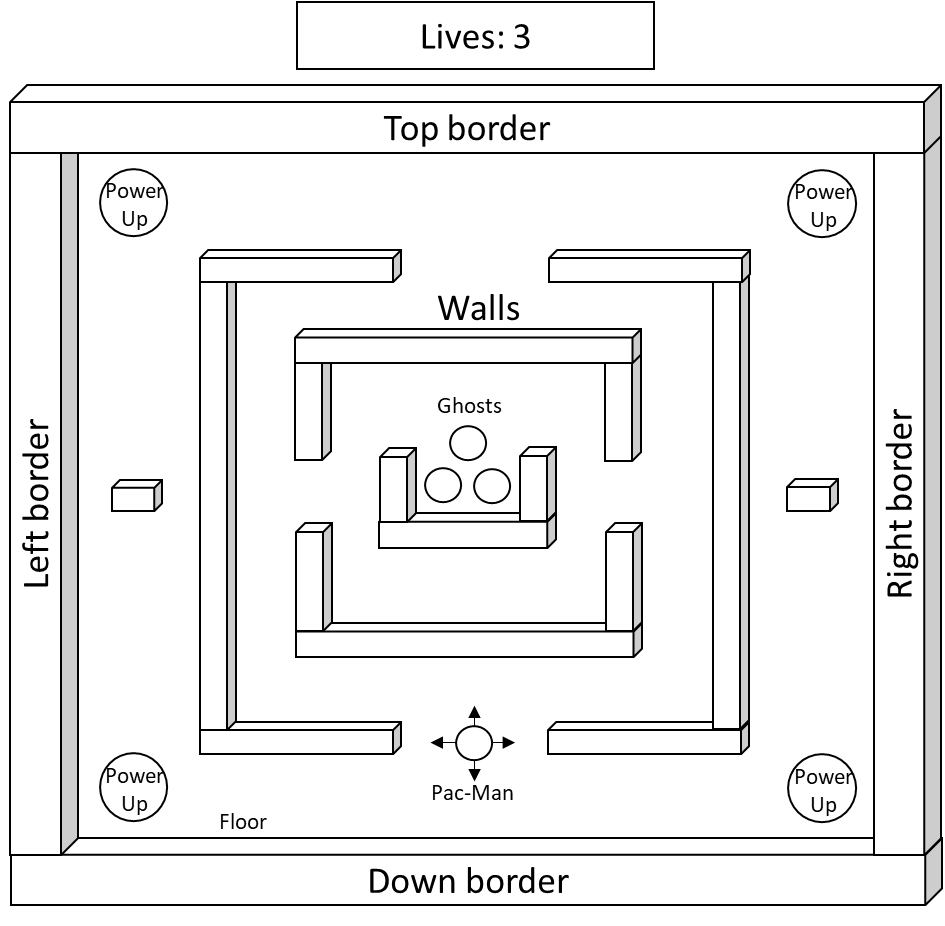 Lives: 3
Top border
Power
Up
Power
Up
Walls
Ghosts
Left border
Right border
Pac-Man
Power
Up
Power
Up
Floor
Down border